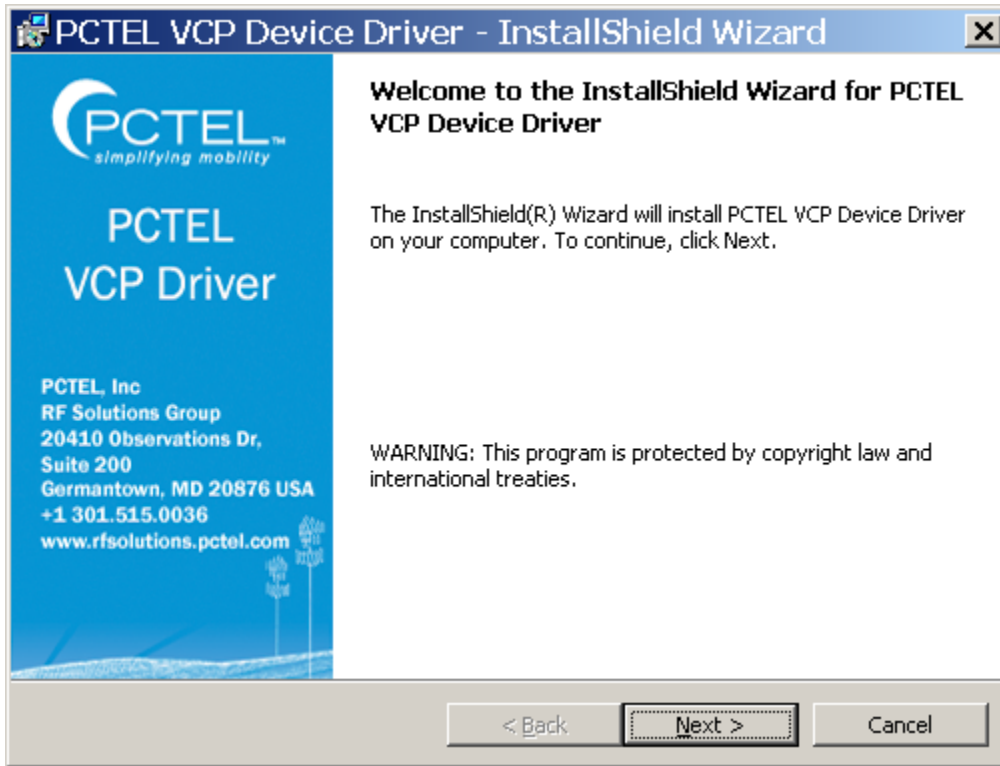 PCTEL VCP Device Driver - InstallShield Wizard
PCTEL™
simplifying mobility
PCTEL
VCP Driver
PCTEL, Inc
RF Solutions Group
20410 Observations Dr,
Suite 200
Germantown, MD 20876 USA
+1 301.515.0036
www.rfsolutions.pctel.com
Welcome to the InstallShield Wizard for PCTEL
VCP Device Driver
The InstallShield(R) Wizard will install PCTEL VCP Device Driver
on your computer. To continue, click Next.
WARNING: This program is protected by copyright law and
international treaties.
< Back
Next >
Cancel